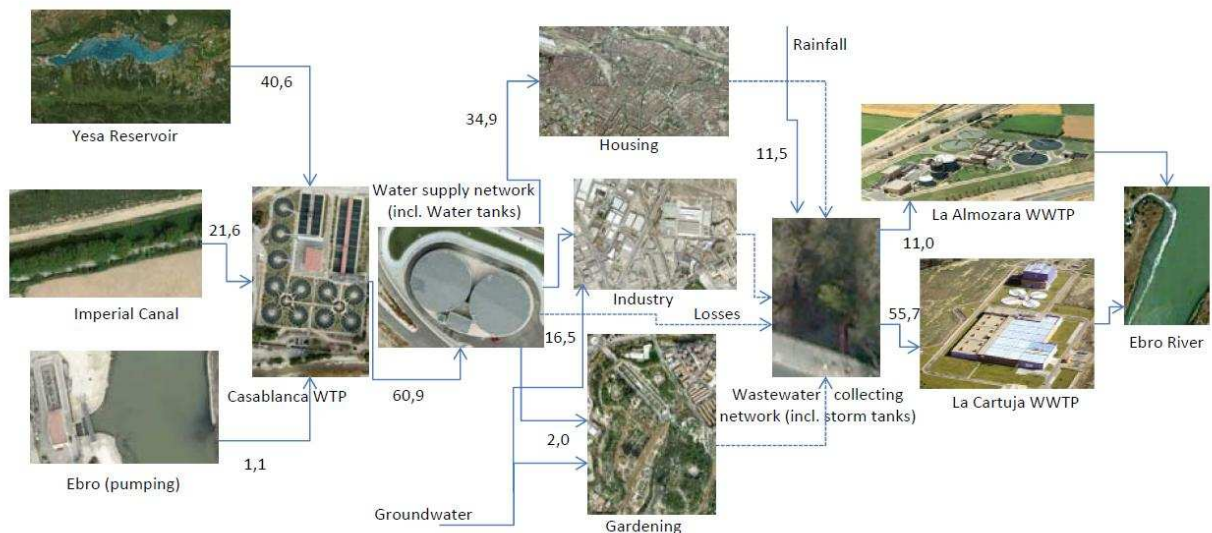 Yesa Reservoir
40,6
Imperial Canal
21,6
Ebro (pumping)
1,1
Casablanca WTP
60,9
Water supply network
(incl. Water tanks)
34,9
Housing
Industry
16,5
Losses
2,0
Groundwater
Gardening
Rainfall
11,5
Wastewater collecting
network (incl. storm tanks)
La Almozara WWTP
11,0
55,7
La Cartuja WWTP
Ebro River